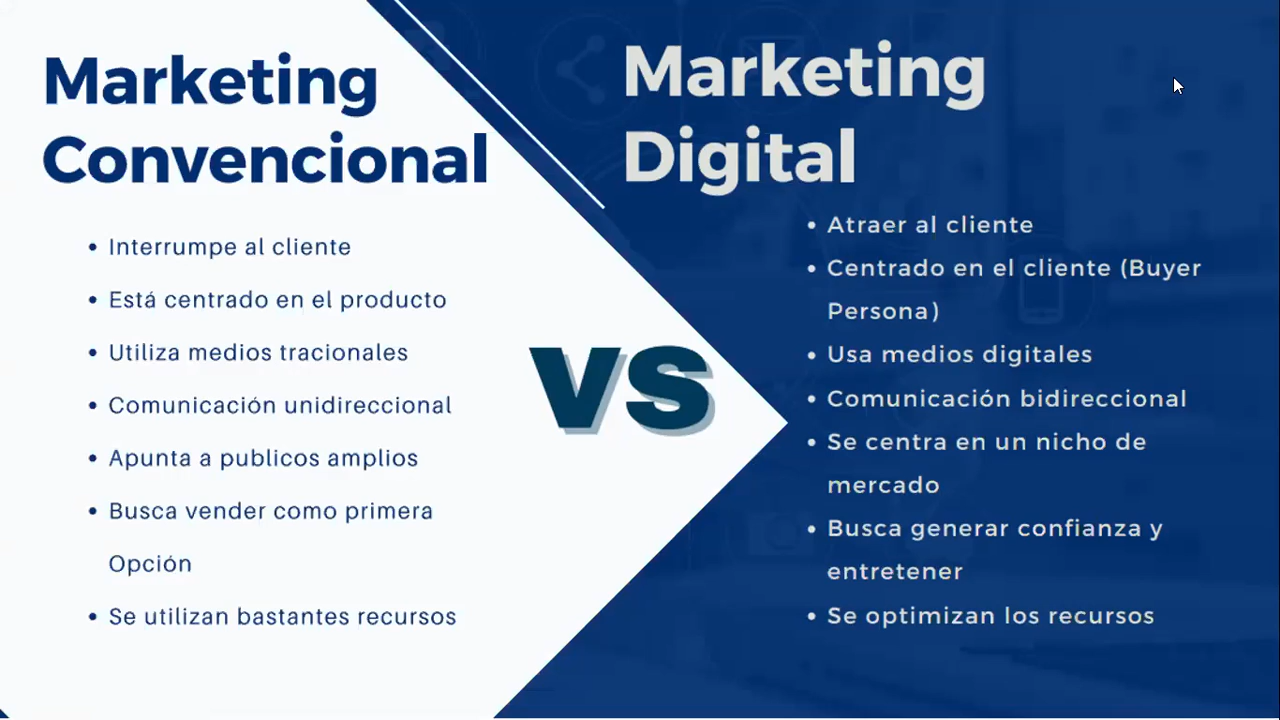 Marketing
Convencional
• Interrumpe al cliente
• Está centrado en el producto
• Utiliza medios tracionales
• Comunicación unidireccional
• Apunta a publicos amplios
• Busca vender como primera
Opción
• Se utilizan bastantes recursos
VS
Marketing
Digital
• Atraer al cliente
• Centrado en el cliente (Buyer
Persona)
• Usa medios digitales
• Comunicación bidireccional
• Se centra en un nicho de
mercado
• Busca generar confianza y
entretener
• Se optimizan los recursos